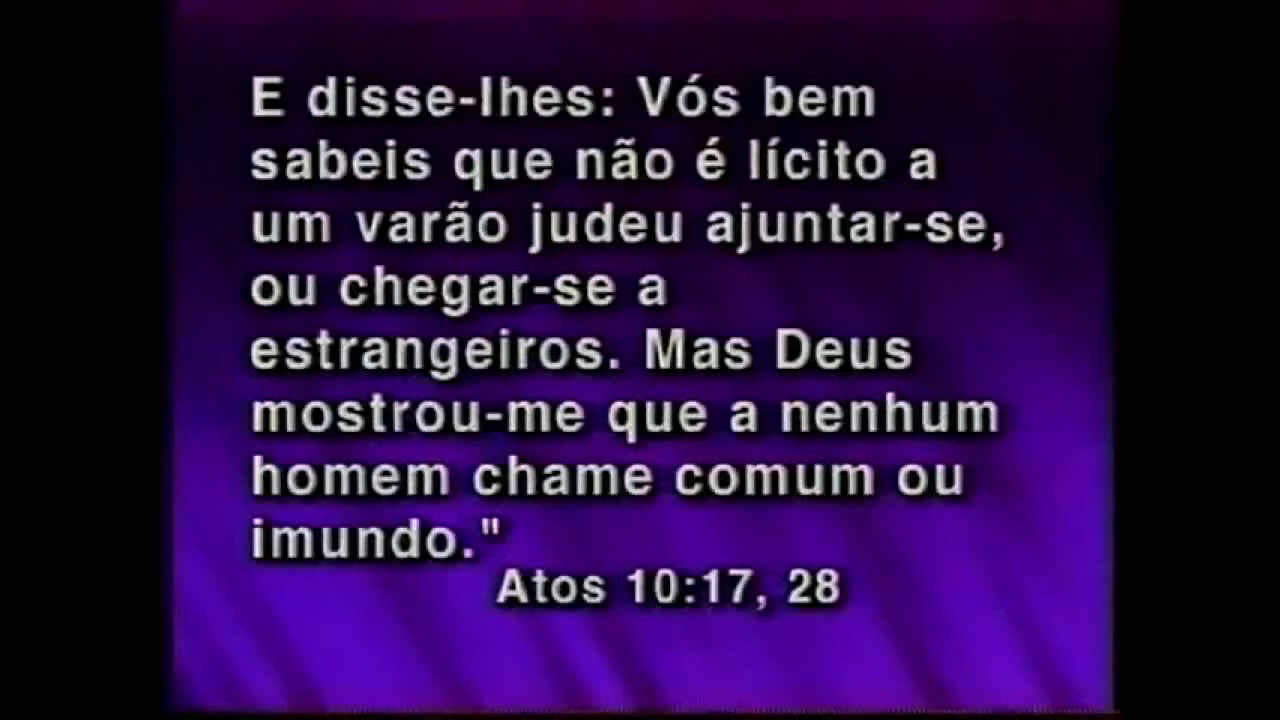 E disse-lhes: Vós bem
sabeis que não é lícito a
um varão judeu ajuntar-se,
ou chegar-se a
estrangeiros. Mas Deus
mostrou-me que a nenhum
homem chame comum ou
imundo."
Atos 10:17, 28